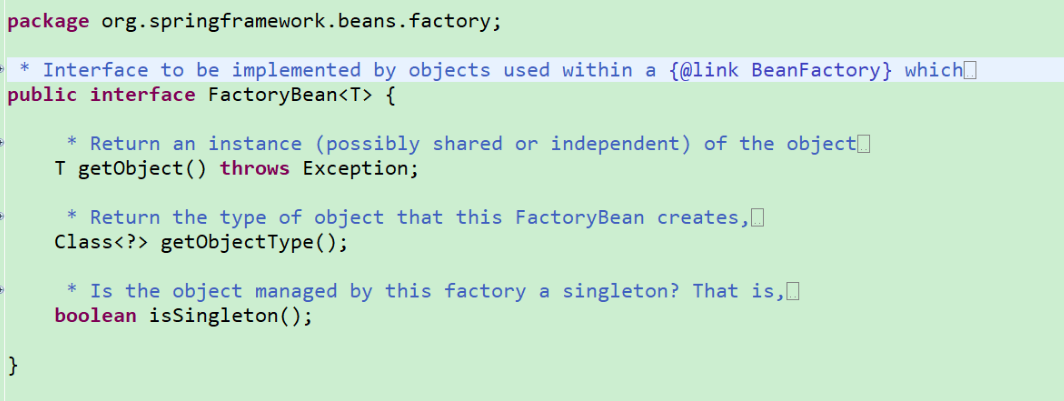 package org.springframework.beans.factory;
* Interface to be implemented by objects used within a {@link BeanFactory} which
public interface FactoryBean<T> {
* Return an instance (possibly shared or independent) of the object
T getObject() throws Exception;
* Return the type of object that this FactoryBean creates,
Class<?> getObjectType();
* Is the object managed by this factory a singleton? That is,
boolean isSingleton();
}